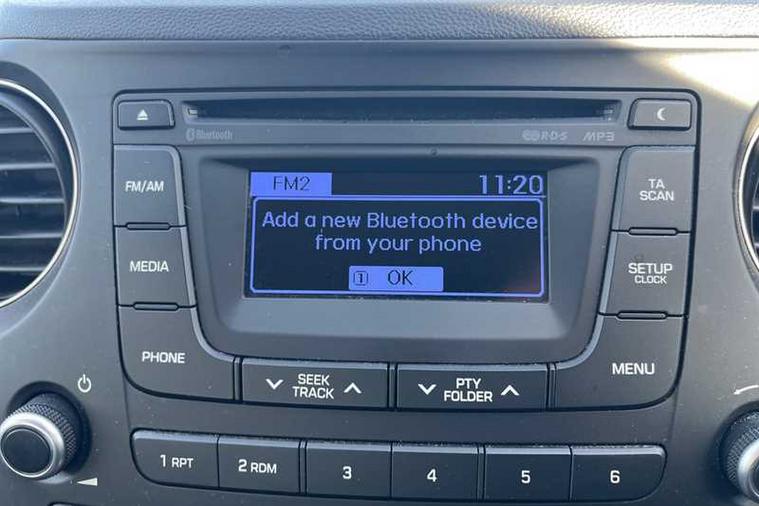 Bluetooth
R·D·S MP3
FM/AM
MEDIA
PHONE
FM2 11:20
Add a new Bluetooth device
from your phone
1 OK
TA
SCAN
SETUP
CLOCK
MENU
SEEK
TRACK
PTY
FOLDER
1 RPT
2 RDM
3
4
5
6